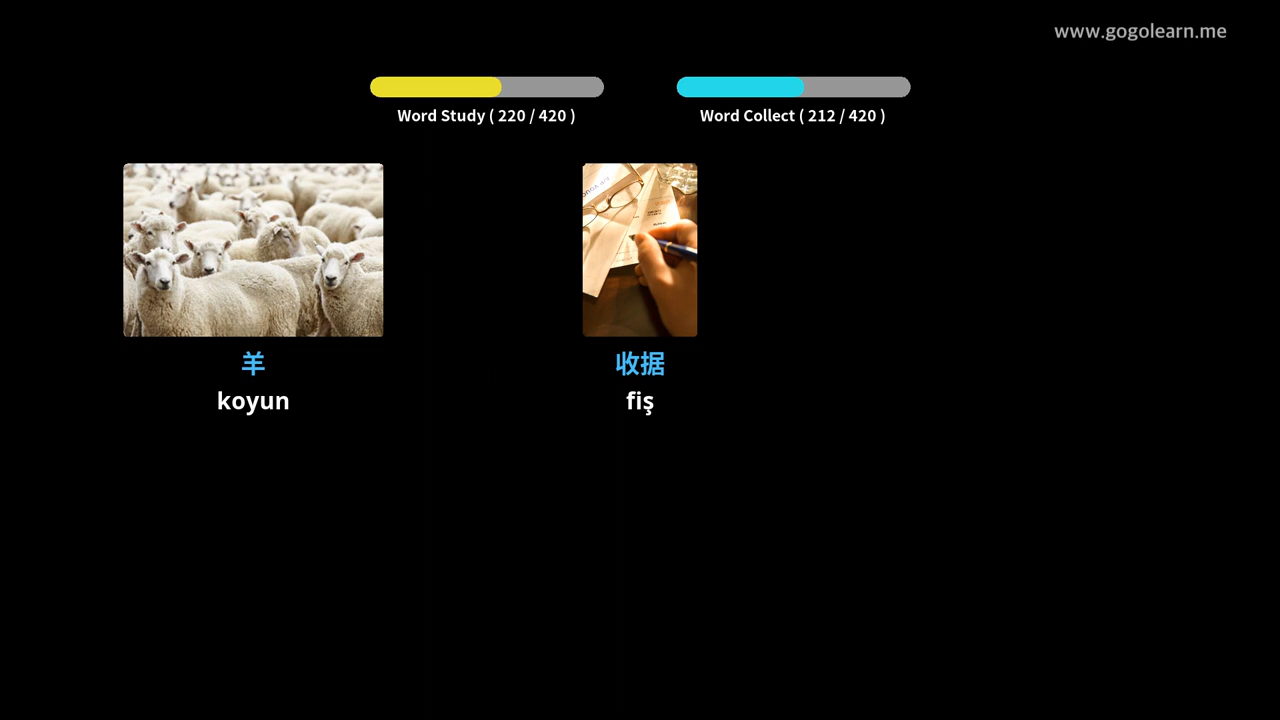 www.gogolearn.me
Word Study ( 220 / 420 )
Word Collect ( 212 / 420 )
羊
koyun
收据
fiş